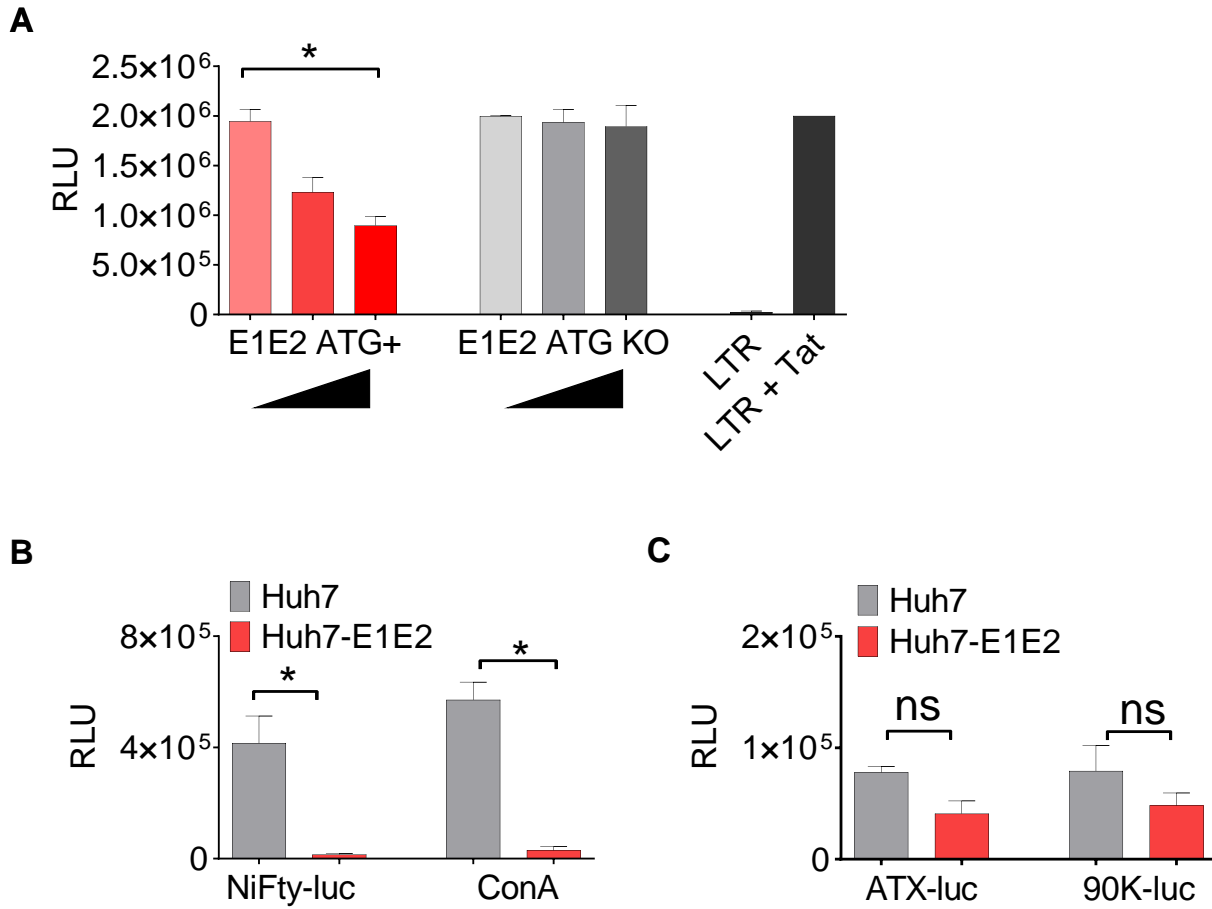 A
*
2.5×10⁶
2.0×10⁶
1.5×10⁶
1.0×10⁶
5.0×10⁵
0
RLU
E1E2 ATG+
E1E2 ATG KO
LTR
LTR + Tat
B
Huh7
Huh7-E1E2
8×10⁵
4×10⁵
0
RLU
*
*
NiFty-luc
ConA
C
Huh7
Huh7-E1E2
2×10⁵
1×10⁵
0
RLU
ns
ns
ATX-luc
90K-luc